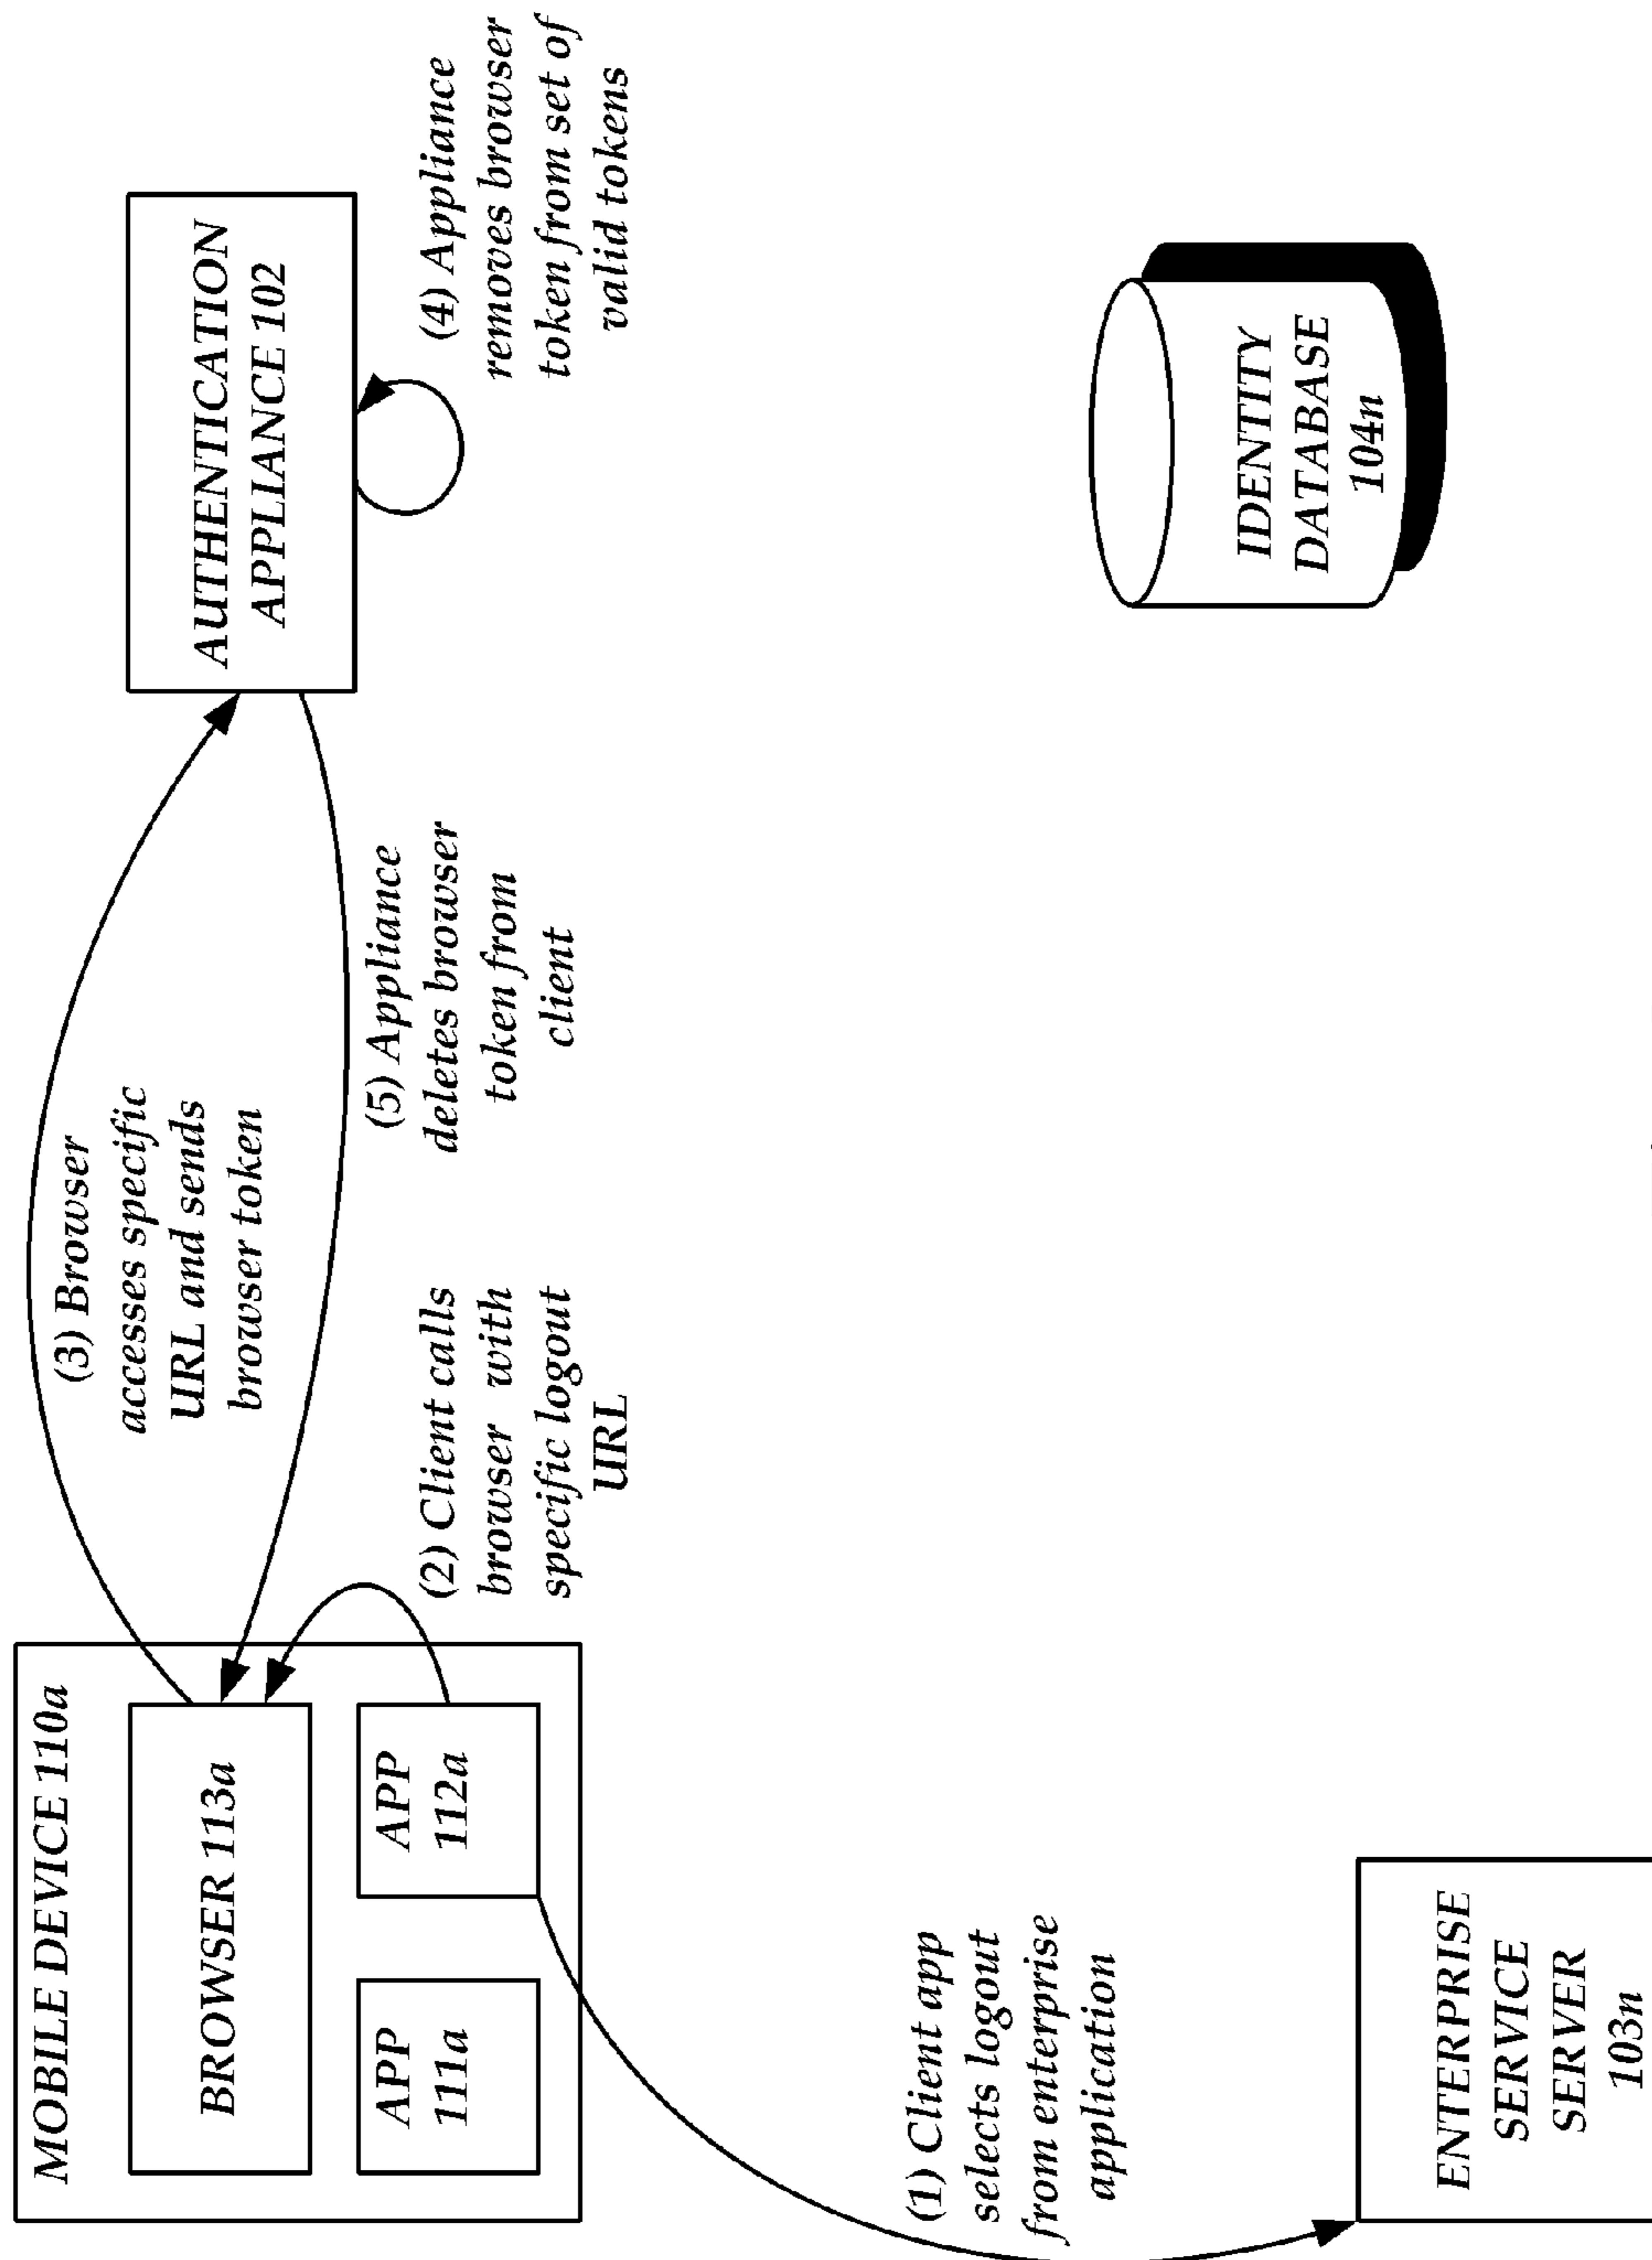 MOBILE DEVICE 110a
BROWSER 113a
APP
111a
APP
112a
(3) Browser
accesses specific
URL and sends
browser token
AUTHENTICATION
APPLIANCE 102
(5) Appliance
deletes browser
token from
client
(2) Client calls
browser with
specific logout
URL
(4) Appliance
removes browser
token from set of
valid tokens
(1) Client app
selects logout
from enterprise
application
ENTERPRISE
SERVICE
SERVER
103n
IDENTITY
DATABASE
104n